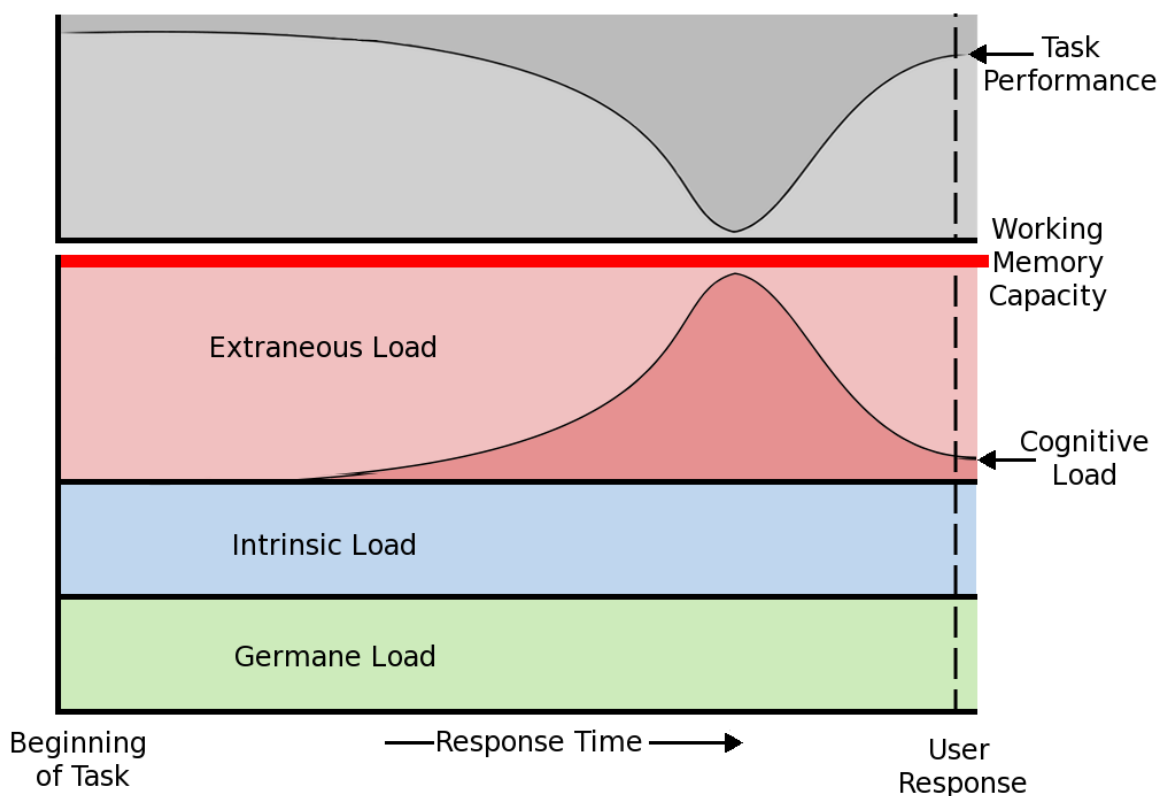 Task
Performance
Working
Memory
Capacity
Extraneous Load
Cognitive
Load
Intrinsic Load
Germane Load
Beginning
of Task
Response Time
User
Response